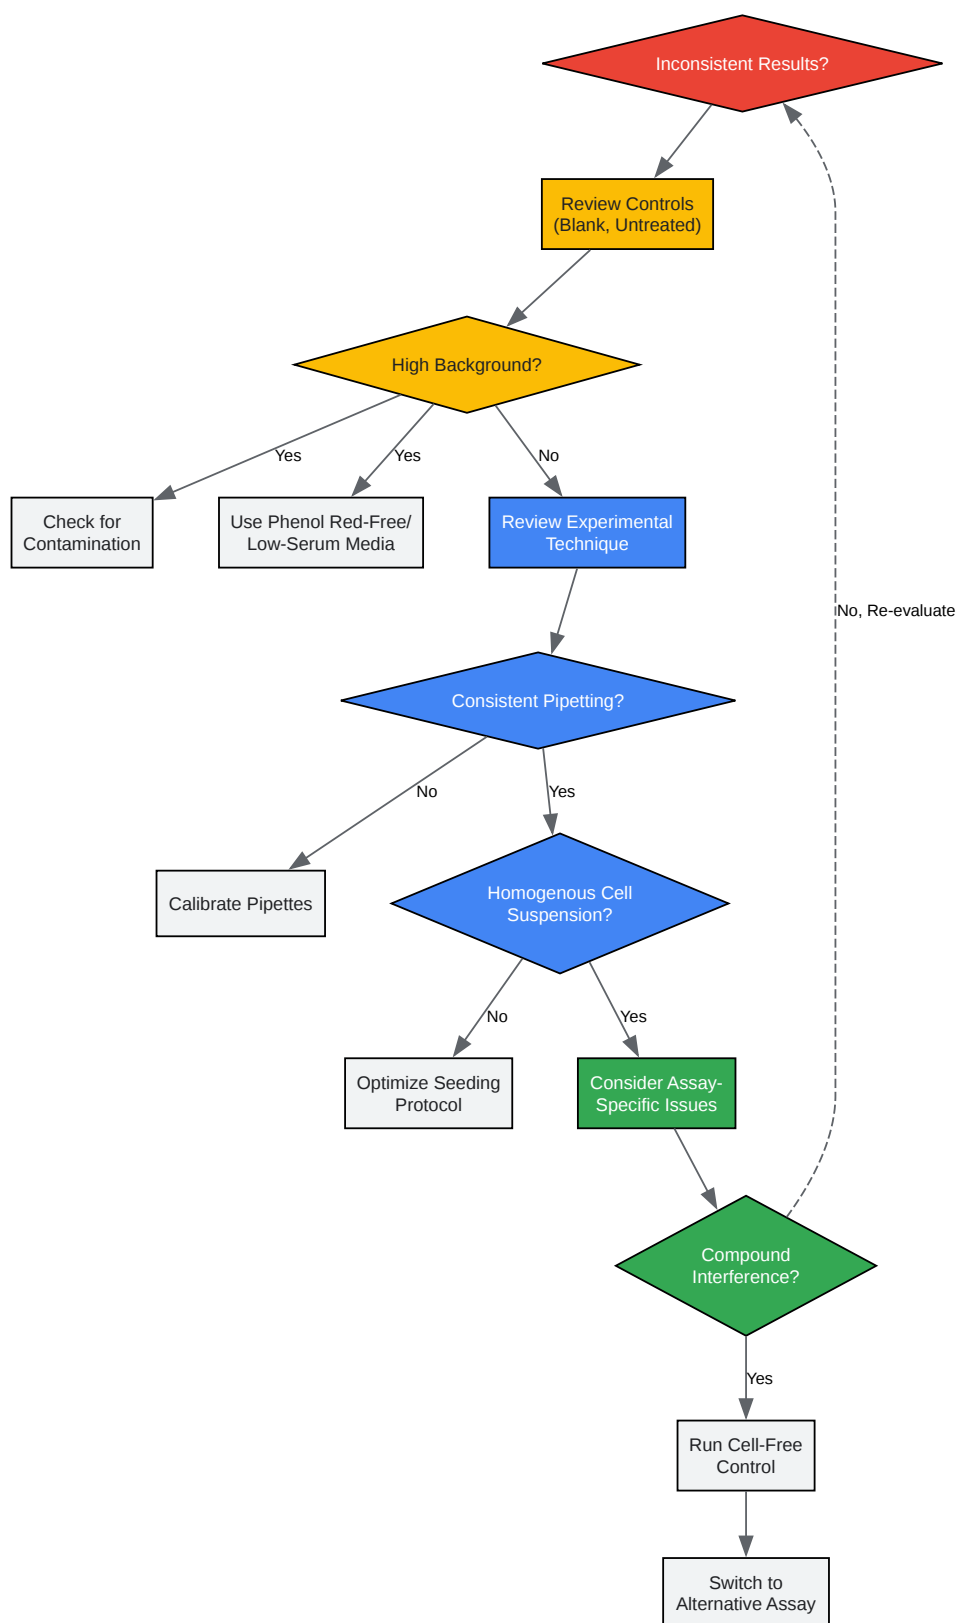 Inconsistent Results?
Review Controls
(Blank, Untreated)
High Background?
Yes
Yes
No
Check for
Contamination
Use Phenol Red-Free/
Low-Serum Media
Review Experimental
Technique
No, Re-evaluate
Consistent Pipetting?
No
Yes
Calibrate Pipettes
Homogenous Cell
Suspension?
No
Yes
Optimize Seeding
Protocol
Consider Assay-
Specific Issues
Compound
Interference?
Yes
Run Cell-Free
Control
Switch to
Alternative Assay